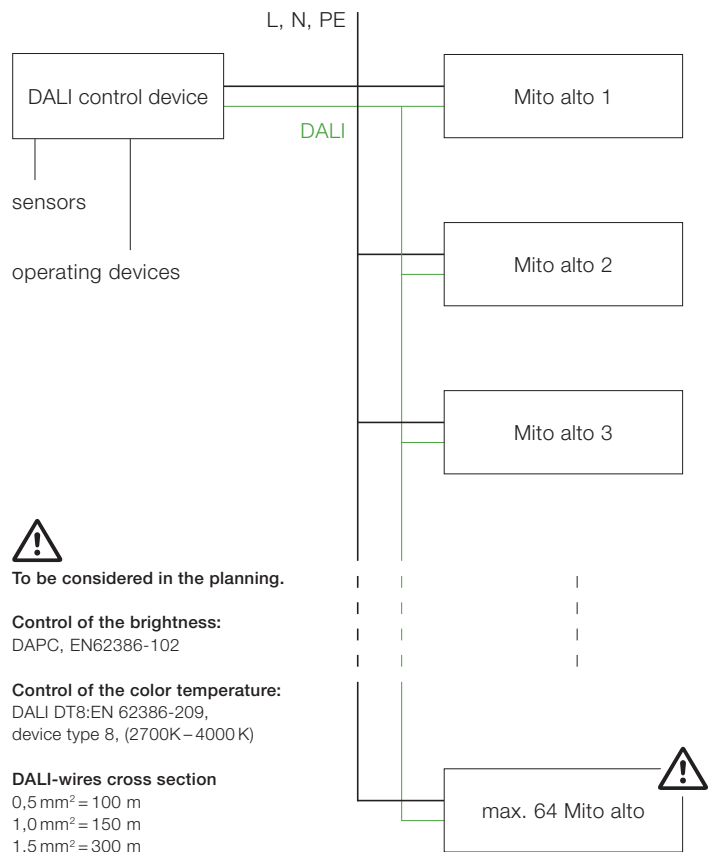 L, N, PE
DALI control device
Mito alto 1
DALI
sensors
Mito alto 2
operating devices
Mito alto 3
To be considered in the planning.
Control of the brightness:
DAPC, EN62386-102
Control of the color temperature:
DALI DT8:EN 62386-209,
device type 8, (2700K – 4000 K)
DALI-wires cross section
0,5 mm² = 100 m
1,0 mm² = 150 m
1,5 mm² = 300 m
max. 64 Mito alto